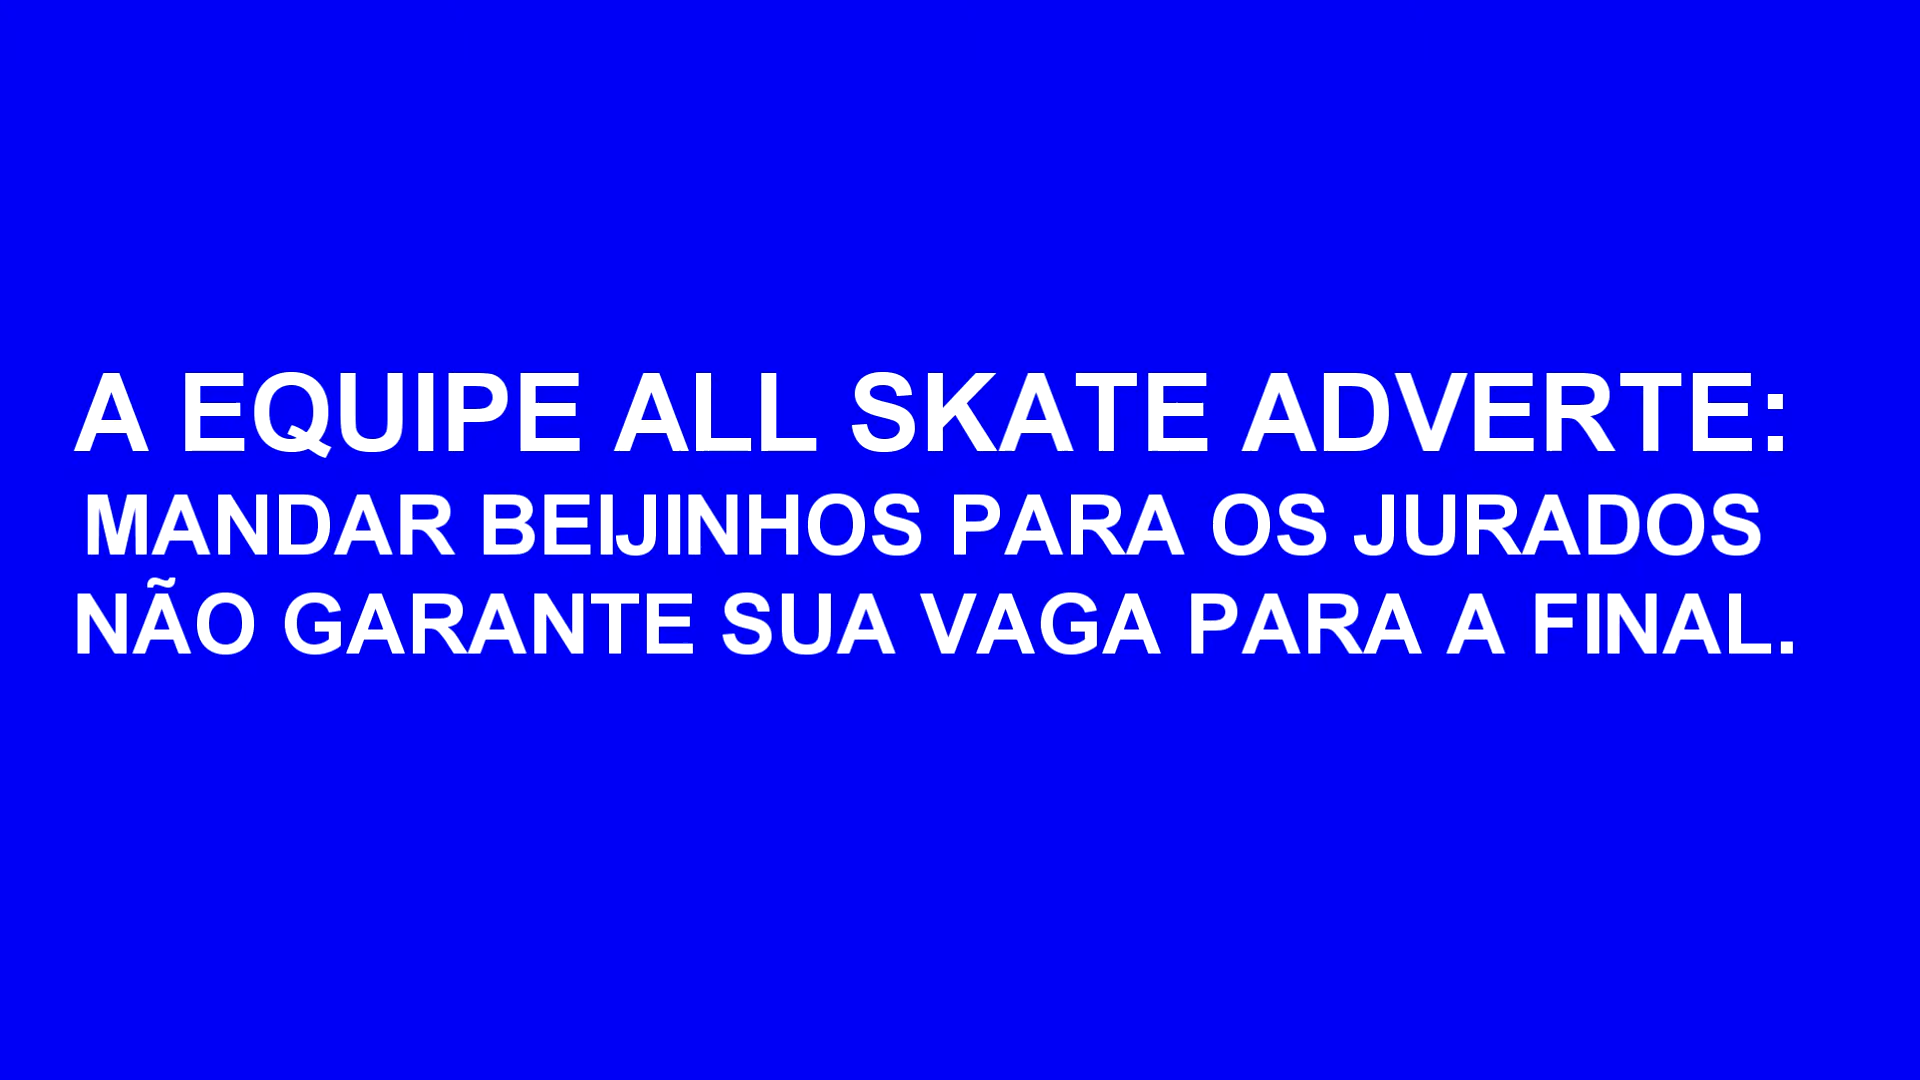 A EQUIPE ALL SKATE ADVERTE:
MANDAR BEIJINHOS PARA OS JURADOS
NÃO GARANTE SUA VAGA PARA A FINAL.